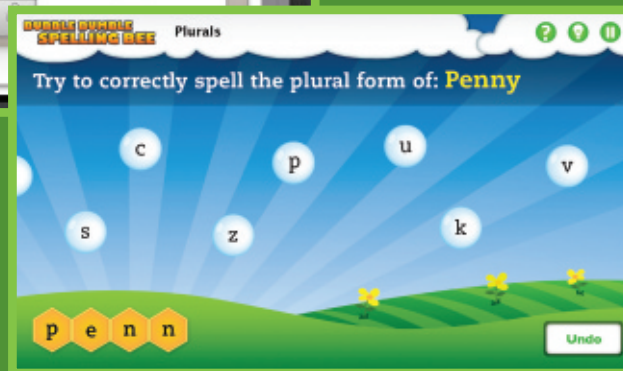 BUBBLE BUMBLE
SPELLING BEE
Plurals
?
Try to correctly spell the plural form of: Penny
c
p
u
v
s
z
k
p e n n
Undo